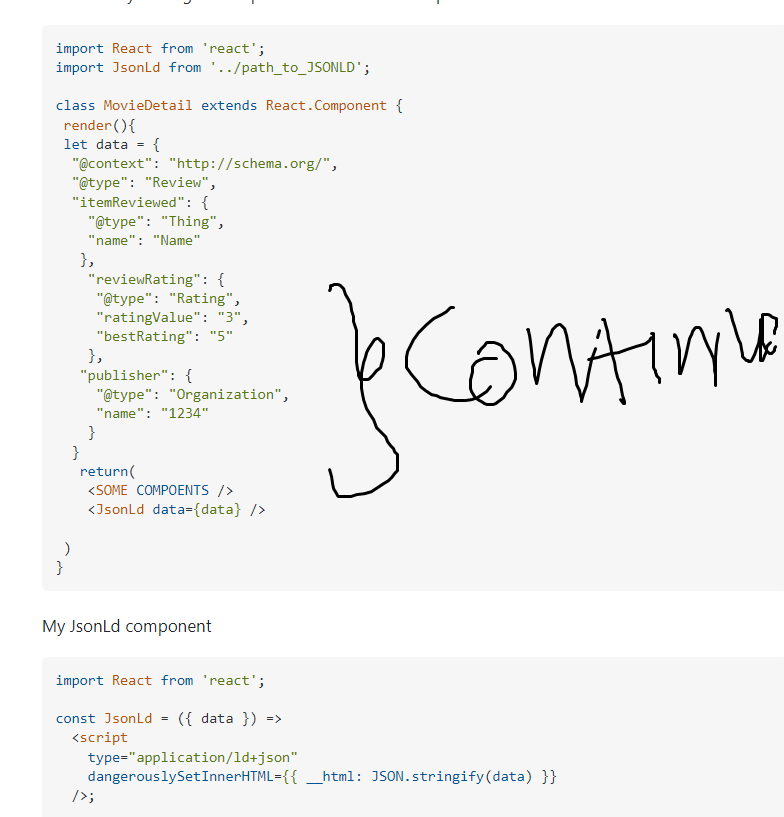 import React from 'react';
import JsonLd from '../path_to_JSONLD';
class MovieDetail extends React.Component {
render(){
let data = {
"@context": "http://schema.org/",
"@type": "Review",
"itemReviewed": {
"@type": "Thing",
"name": "Name"
},
"reviewRating": {
"@type": "Rating",
"ratingValue": "3",
"bestRating": "5"
},
"publisher": {
"@type": "Organization",
"name": "1234"
}
}
CONTINUE
return(
<SOME COMPOENTS />
<JsonLd data={data} />
)
}
My JsonLd component
import React from 'react';
const JsonLd = ({ data }) =>
<script
type="application/ld+json"
dangerouslySetInnerHTML={{ __html: JSON.stringify(data) }}
/>;